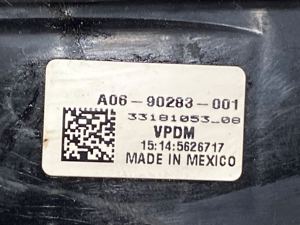 A06-90283-001
33181053_08
VPDM
15:14:5626717
MADE IN MEXICO